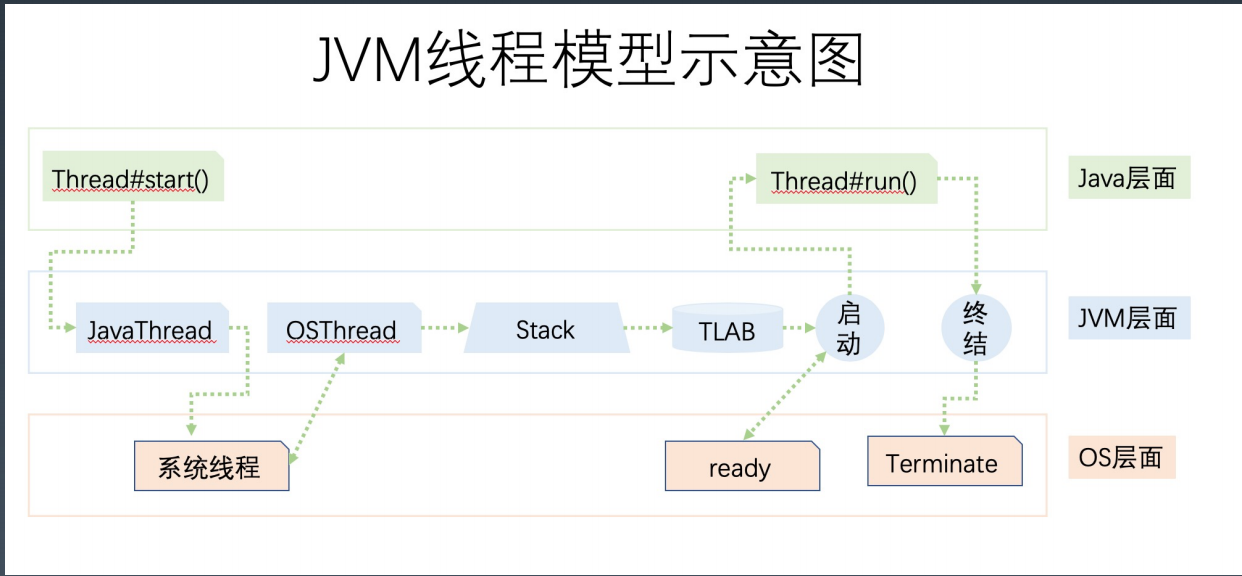 JVM线程模型示意图
Thread#start()
Thread#run()
Java层面
JavaThread
OSThread
Stack
TLAB
启
动
终
结
JVM层面
系统线程
ready
Terminate
OS层面